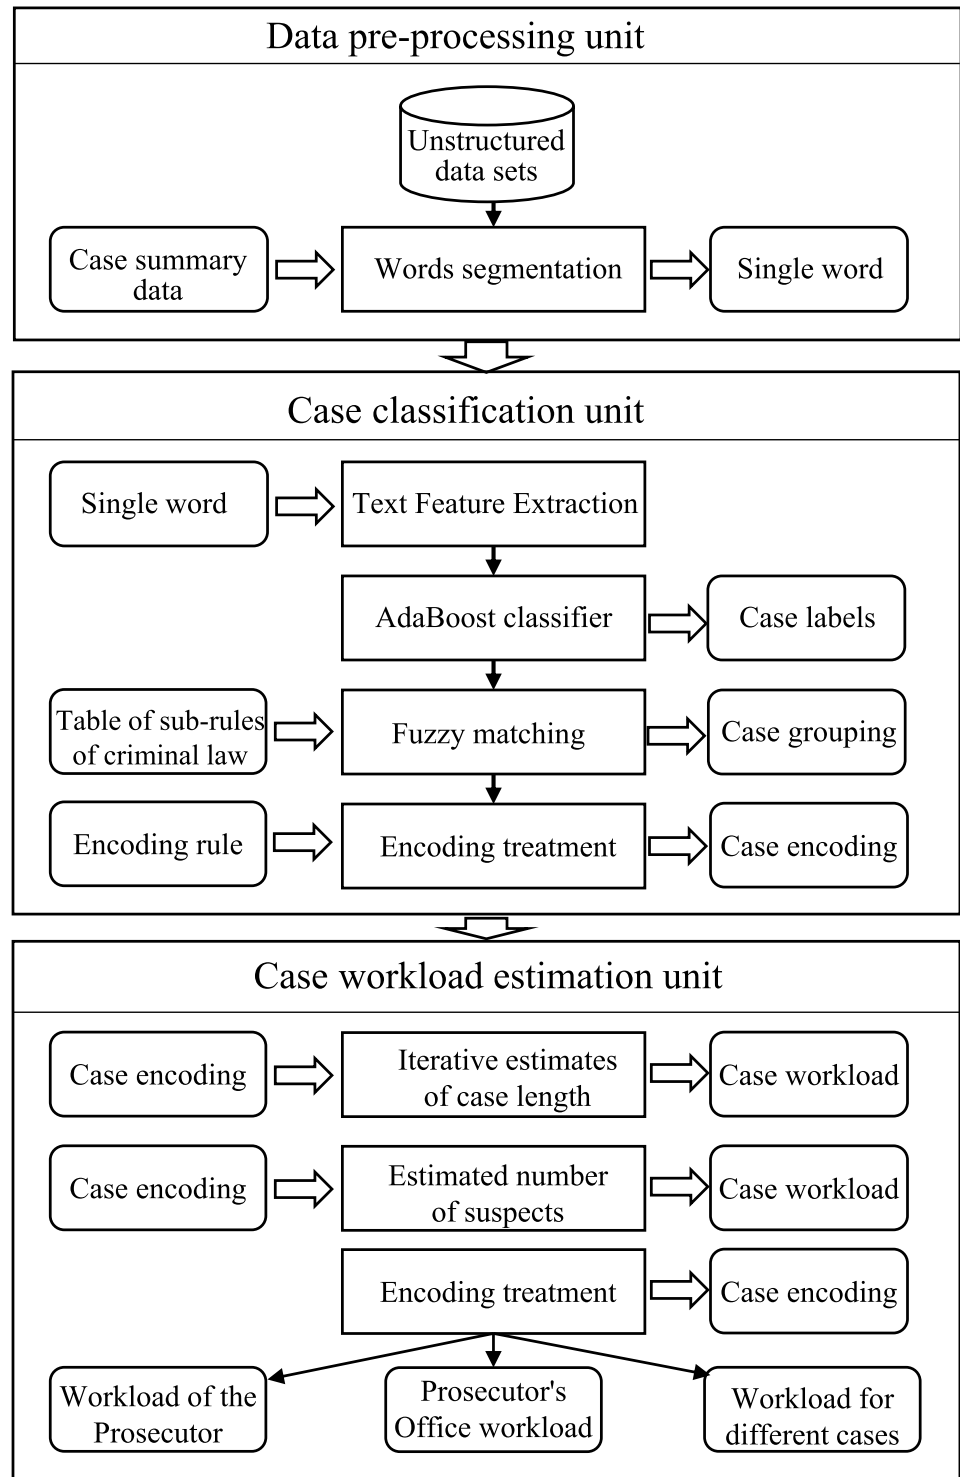 Data pre-processing unit
Unstructured
data sets
Case summary
data
Words segmentation
Single word
Case classification unit
Single word
Text Feature Extraction
AdaBoost classifier
Case labels
Table of sub-rules
of criminal law
Fuzzy matching
Case grouping
Encoding rule
Encoding treatment
Case encoding
Case workload estimation unit
Case encoding
Iterative estimates
of case length
Case workload
Case encoding
Estimated number
of suspects
Case workload
Encoding treatment
Case encoding
Workload of the
Prosecutor
Prosecutor's
Office workload
Workload for
different cases